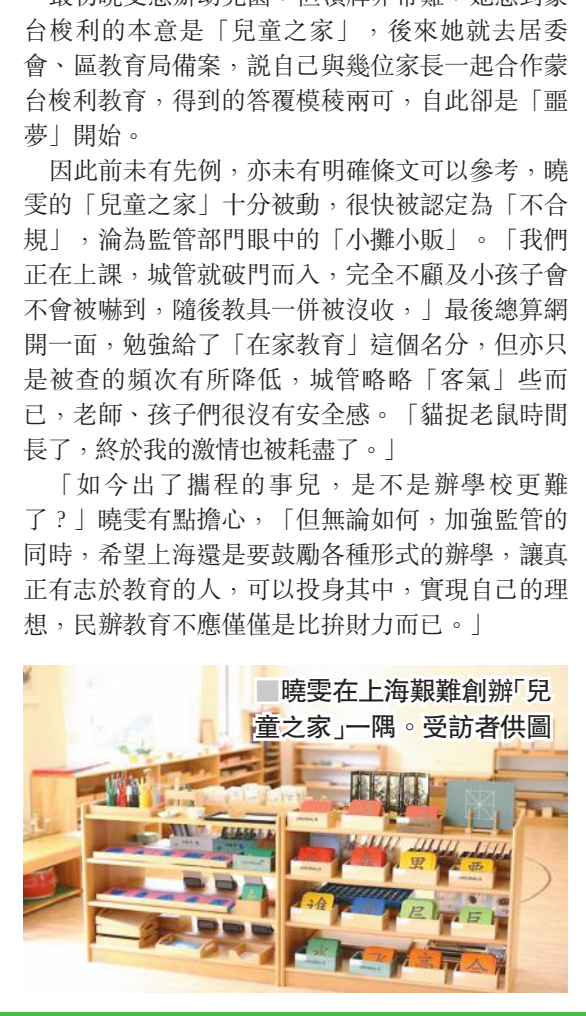 台梭利的本意是「兒童之家」，後來她就去居委
會、區教育局備案，説自己與幾位家長一起合作蒙
台梭利教育，得到的答覆模稜兩可，自此卻是「噩
夢」開始。
因此前未有先例，亦未有明確條文可以參考，曉
雯的「兒童之家」十分被動，很快被認定為「不合
規」，淪為監管部門眼中的「小攤小販」。「我們
正在上課，城管就破門而入，完全不顧及小孩子會
不會被嚇到，隨後教具一併被沒收，」最後總算網
開一面，勉強給了「在家教育」這個名分，但亦只
是被查的頻次有所降低，城管略略「客氣」些而
已，老師、孩子們很沒有安全感。「貓捉老鼠時間
長了，終於我的激情也被耗盡了。」
「如今出了攜程的事兒，是不是辦學校更難
了？」曉雯有點擔心，「但無論如何，加強監管的
同時，希望上海還是要鼓勵各種形式的辦學，讓真
正有志於教育的人，可以投身其中，實現自己的理
想，民辦教育不應僅僅是比拚財力而已。」
■曉雯在上海艱難創辦「兒
童之家」一隅。受訪者供圖
男 要
誰 長 巨
水 高 今